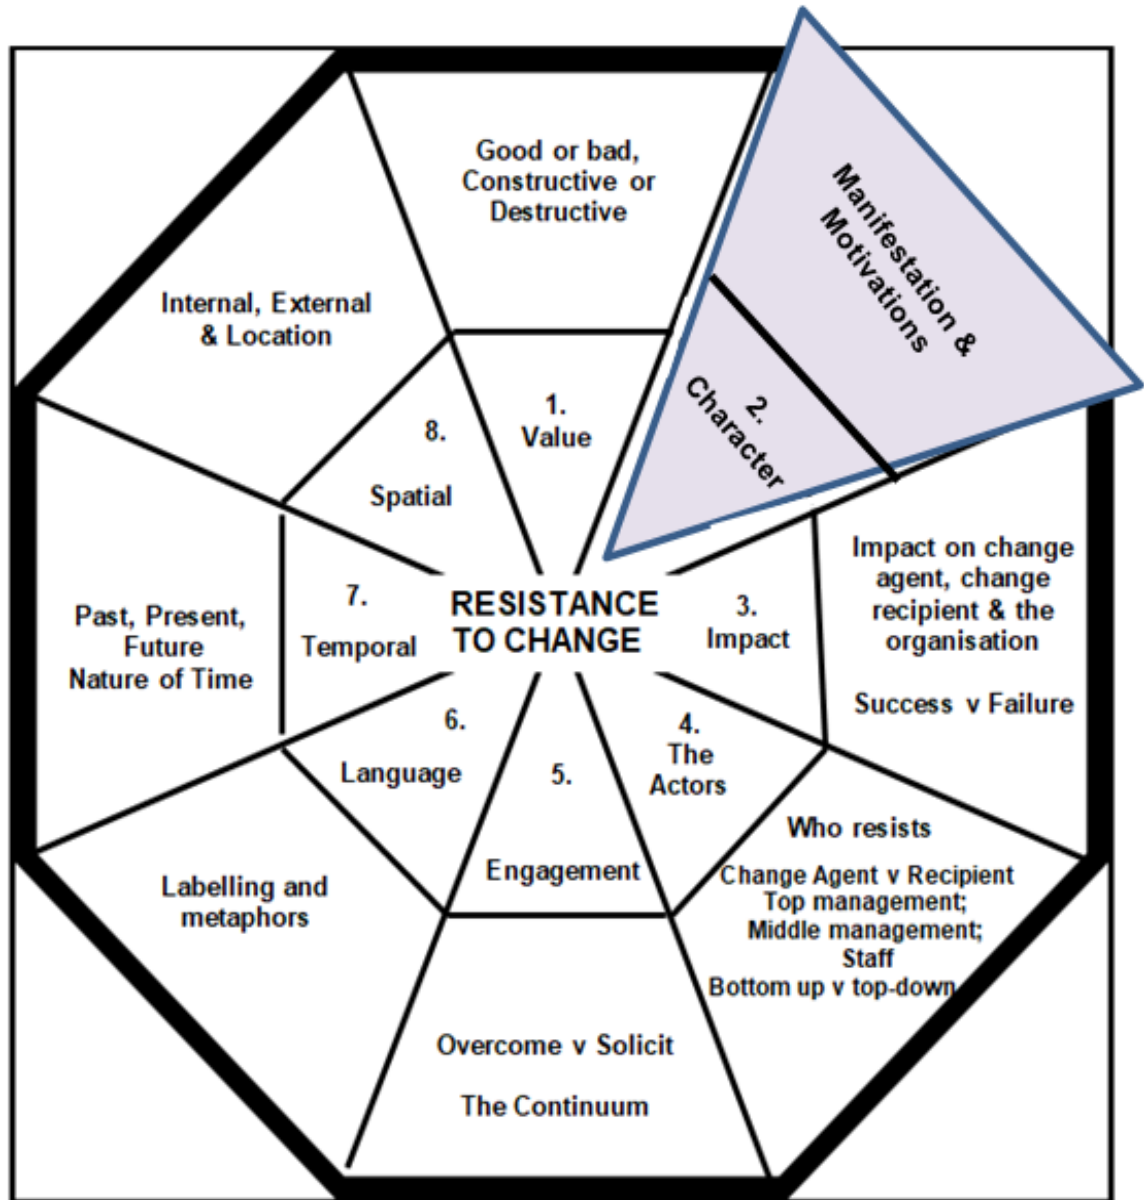 Good or bad,
Constructive or
Destructive
1.
Value
Manifestation &
Motivations
2.
Character
Impact on change
agent, change
recipient & the
organisation
Success v Failure
3.
Impact
4.
The
Actors
Who resists
Change Agent v Recipient
Top management;
Middle management;
Staff
Bottom up v top-down
5.
Engagement
Overcome v Solicit
The Continuum
6.
Language
Labelling and
metaphors
7.
Temporal
Past, Present,
Future
Nature of Time
8.
Spatial
Internal, External
& Location
RESISTANCE
TO CHANGE